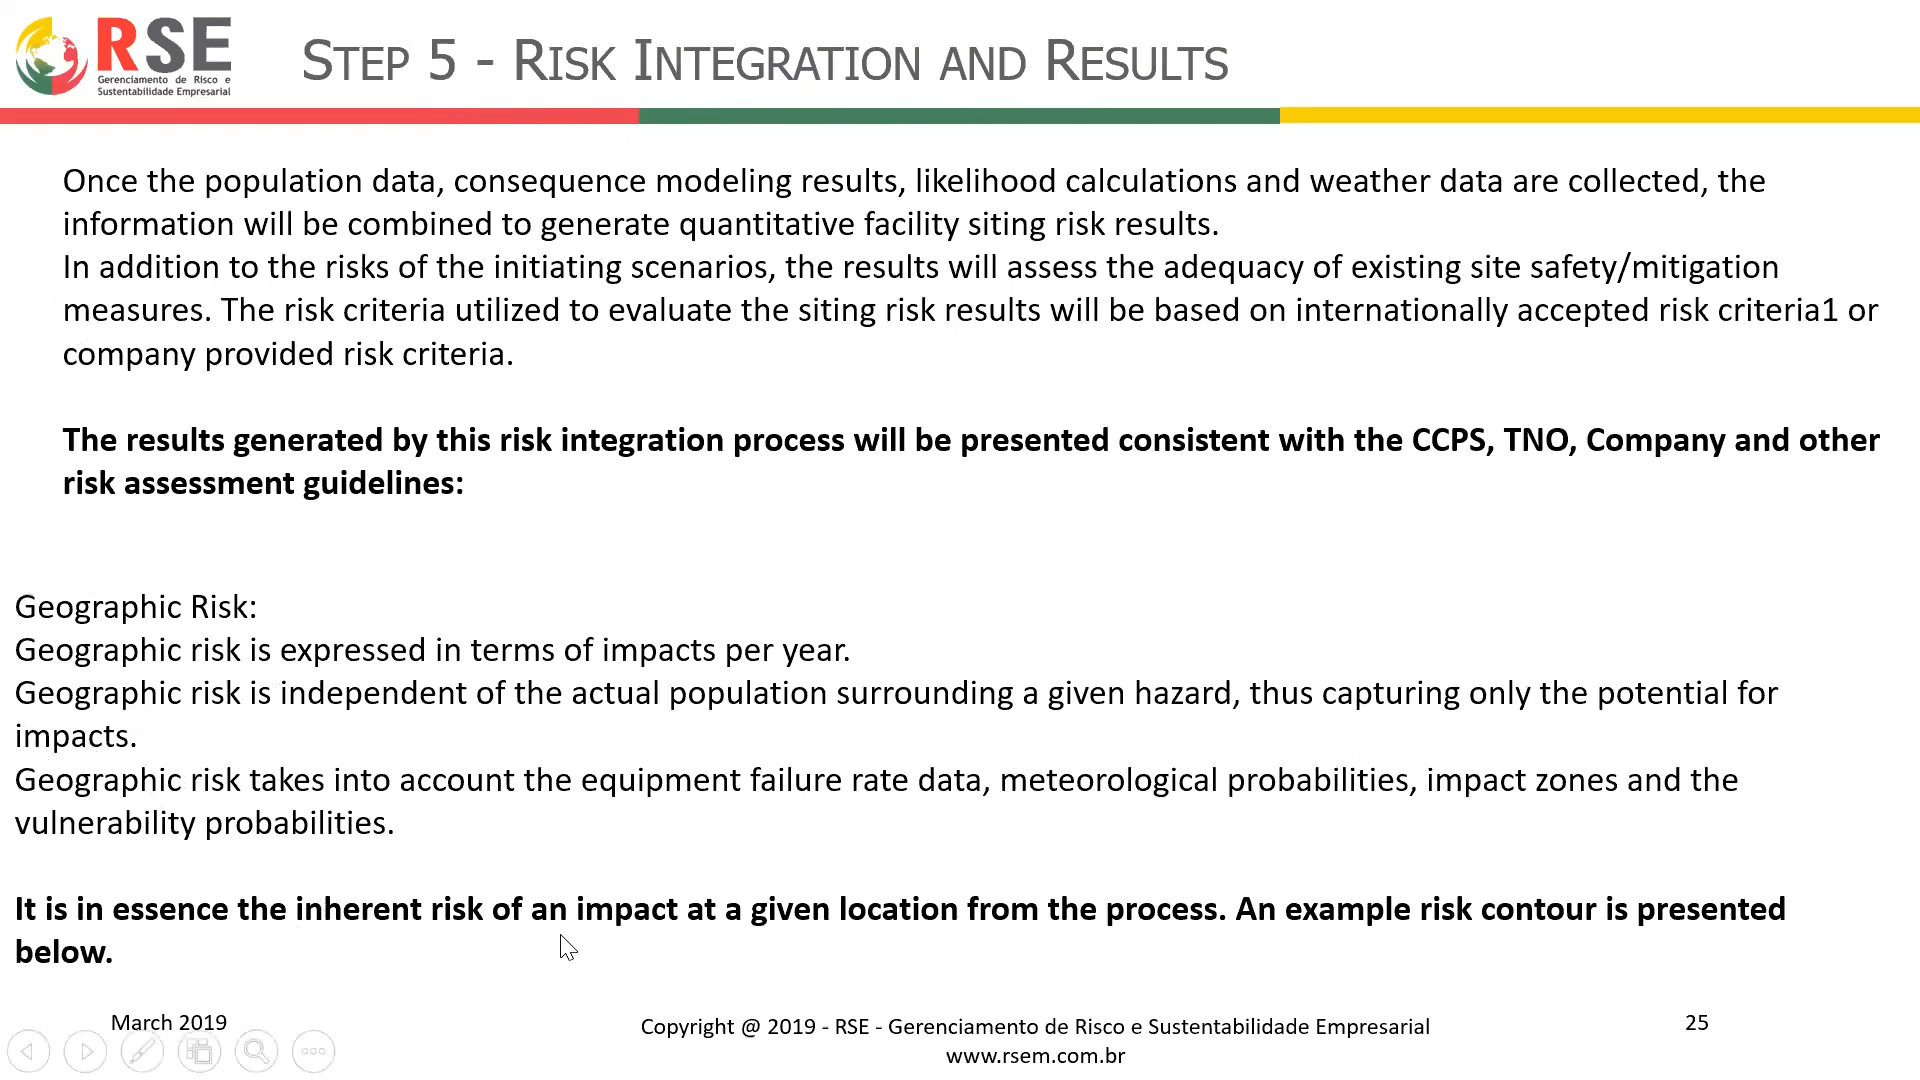 RSE
Gerenciamento de Risco e
Sustentabilidade Empresarial
STEP 5 - RISK INTEGRATION AND RESULTS
Once the population data, consequence modeling results, likelihood calculations and weather data are collected, the
information will be combined to generate quantitative facility siting risk results.
In addition to the risks of the initiating scenarios, the results will assess the adequacy of existing site safety/mitigation
measures. The risk criteria utilized to evaluate the siting risk results will be based on internationally accepted risk criteria1 or
company provided risk criteria.
The results generated by this risk integration process will be presented consistent with the CCPS, TNO, Company and other
risk assessment guidelines:
Geographic Risk:
Geographic risk is expressed in terms of impacts per year.
Geographic risk is independent of the actual population surrounding a given hazard, thus capturing only the potential for
impacts.
Geographic risk takes into account the equipment failure rate data, meteorological probabilities, impact zones and the
vulnerability probabilities.
It is in essence the inherent risk of an impact at a given location from the process. An example risk contour is presented
below.
March 2019
Copyright @ 2019 - RSE - Gerenciamento de Risco e Sustentabilidade Empresarial
www.rsem.com.br
25